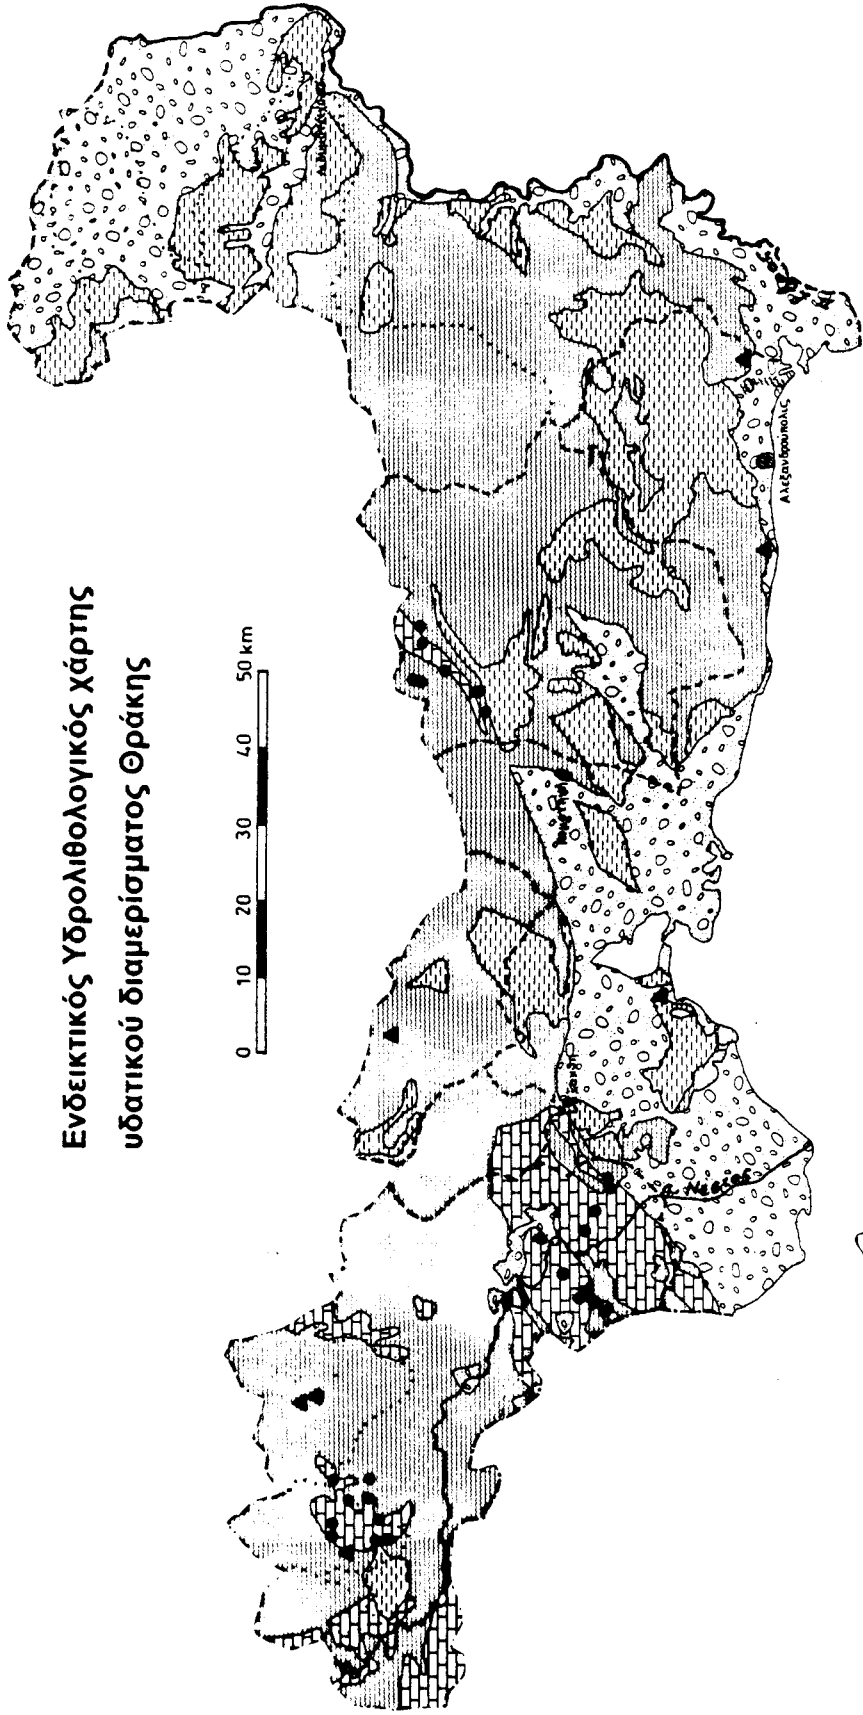 Ενδεικτικός Υδρολιθολογικός χάρτης
υδατικού διαμερίσματος Θράκης
0 10 20 30 40 50 km
Αλεξανδρούπολις
Κομοτηνή
Ξάνθη
π. Νέστος